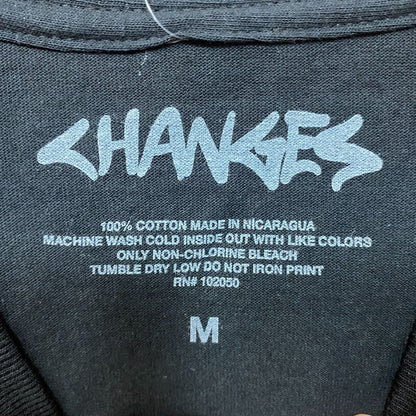 CHANGES
100% COTTON MADE IN NICARAGUA
MACHINE WASH COLD INSIDE OUT WITH LIKE COLORS
ONLY NON-CHLORINE BLEACH
TUMBLE DRY LOW DO NOT IRON PRINT
RN# 102050
M